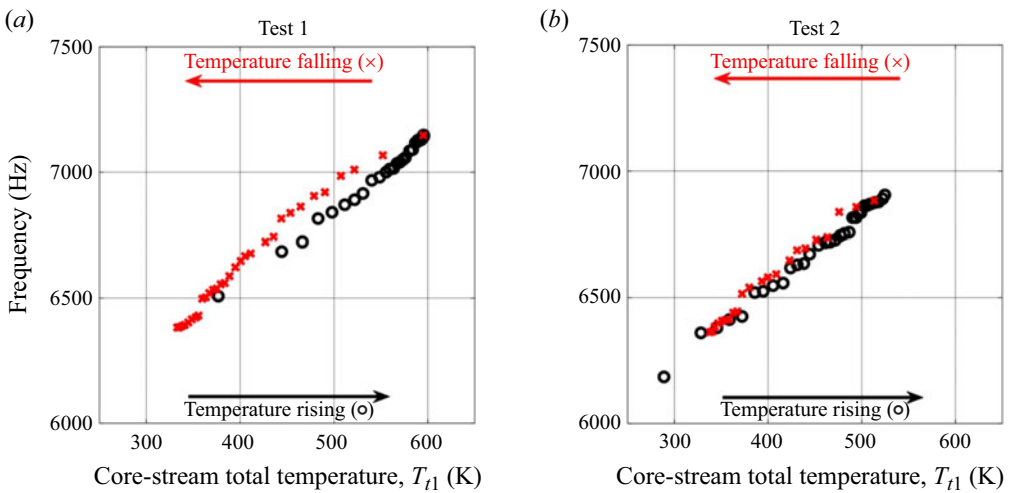 (a)
Test 1
7500
Temperature falling (×)
7000
Frequency (Hz)
6500
Temperature rising (o)
6000
300 400 500 600
Core-stream total temperature, Tt1 (K)
(b)
Test 2
7500
Temperature falling (×)
7000
6500
Temperature rising (o)
6000
300 400 500 600
Core-stream total temperature, Tt1 (K)